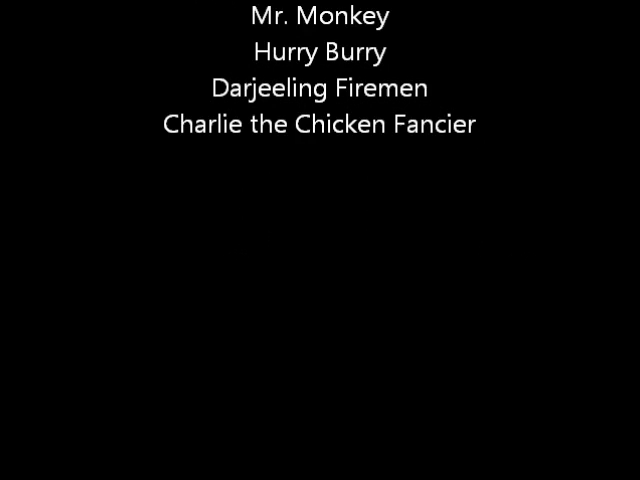 Mr. Monkey
Hurry Burry
Darjeeling Firemen
Charlie the Chicken Fancier